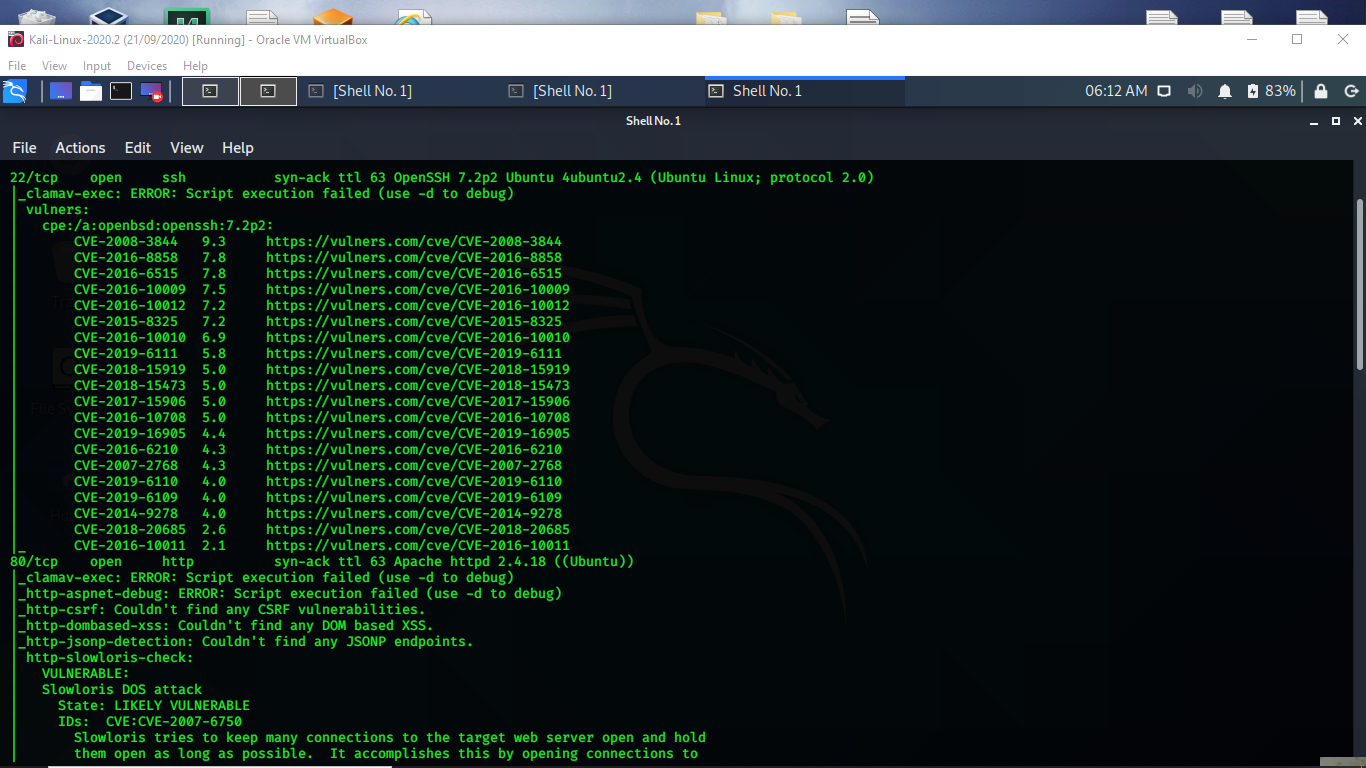 Kali-Linux-2020.2 (21/09/2020) [Running] - Oracle VM VirtualBox
File View Input Devices Help
[Shell No. 1] [Shell No. 1] Shell No. 1 06:12 AM 83%
Shell No. 1
File Actions Edit View Help
22/tcp open ssh syn-ack ttl 63 OpenSSH 7.2p2 Ubuntu 4ubuntu2.4 (Ubuntu Linux; protocol 2.0)
|_clamav-exec: ERROR: Script execution failed (use -d to debug)
| vulners:
|   cpe:/a:openbsd:openssh:7.2p2:
|       CVE-2008-3844 9.3 https://vulners.com/cve/CVE-2008-3844
|       CVE-2016-8858 7.8 https://vulners.com/cve/CVE-2016-8858
|       CVE-2016-6515 7.8 https://vulners.com/cve/CVE-2016-6515
|       CVE-2016-10009 7.5 https://vulners.com/cve/CVE-2016-10009
|       CVE-2016-10012 7.2 https://vulners.com/cve/CVE-2016-10012
|       CVE-2015-8325 7.2 https://vulners.com/cve/CVE-2015-8325
|       CVE-2016-10010 6.9 https://vulners.com/cve/CVE-2016-10010
|       CVE-2019-6111 5.8 https://vulners.com/cve/CVE-2019-6111
|       CVE-2018-15919 5.0 https://vulners.com/cve/CVE-2018-15919
|       CVE-2018-15473 5.0 https://vulners.com/cve/CVE-2018-15473
|       CVE-2017-15906 5.0 https://vulners.com/cve/CVE-2017-15906
|       CVE-2016-10708 5.0 https://vulners.com/cve/CVE-2016-10708
|       CVE-2019-16905 4.4 https://vulners.com/cve/CVE-2019-16905
|       CVE-2016-6210 4.3 https://vulners.com/cve/CVE-2016-6210
|       CVE-2007-2768 4.3 https://vulners.com/cve/CVE-2007-2768
|       CVE-2019-6110 4.0 https://vulners.com/cve/CVE-2019-6110
|       CVE-2019-6109 4.0 https://vulners.com/cve/CVE-2019-6109
|       CVE-2014-9278 4.0 https://vulners.com/cve/CVE-2014-9278
|       CVE-2018-20685 2.6 https://vulners.com/cve/CVE-2018-20685
|_      CVE-2016-10011 2.1 https://vulners.com/cve/CVE-2016-10011
80/tcp open http syn-ack ttl 63 Apache httpd 2.4.18 ((Ubuntu))
|_clamav-exec: ERROR: Script execution failed (use -d to debug)
|_http-aspnet-debug: ERROR: Script execution failed (use -d to debug)
|_http-csrf: Couldn't find any CSRF vulnerabilities.
|_http-dombased-xss: Couldn't find any DOM based XSS.
|_http-jsonp-detection: Couldn't find any JSONP endpoints.
| http-slowloris-check:
|   VULNERABLE:
|   Slowloris DOS attack
|     State: LIKELY VULNERABLE
|     IDs:  CVE:CVE-2007-6750
|       Slowloris tries to keep many connections to the target web server open and hold
|       them open as long as possible.  It accomplishes this by opening connections to